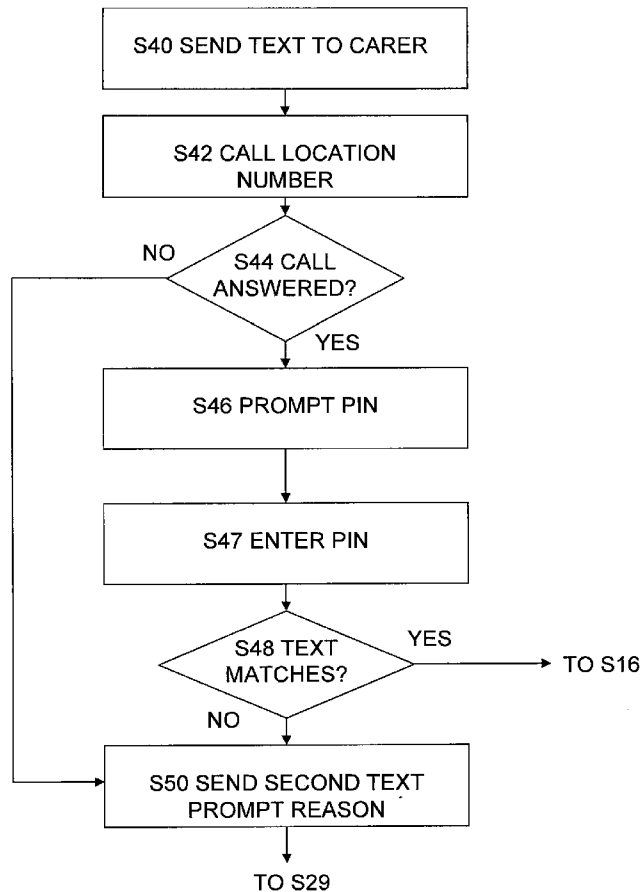 S40 SEND TEXT TO CARER
S42 CALL LOCATION
NUMBER
NO
S44 CALL
ANSWERED?
YES
S46 PROMPT PIN
S47 ENTER PIN
S48 TEXT
MATCHES?
YES
TO S16
NO
S50 SEND SECOND TEXT
PROMPT REASON
TO S29